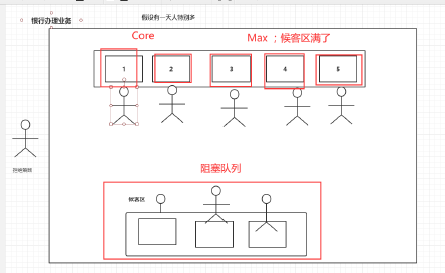 银行办理业务
假设有一天人特别多
Core
Max ；候客区满了
1
2
3
4
5
拒绝策略
阻塞队列
候客区